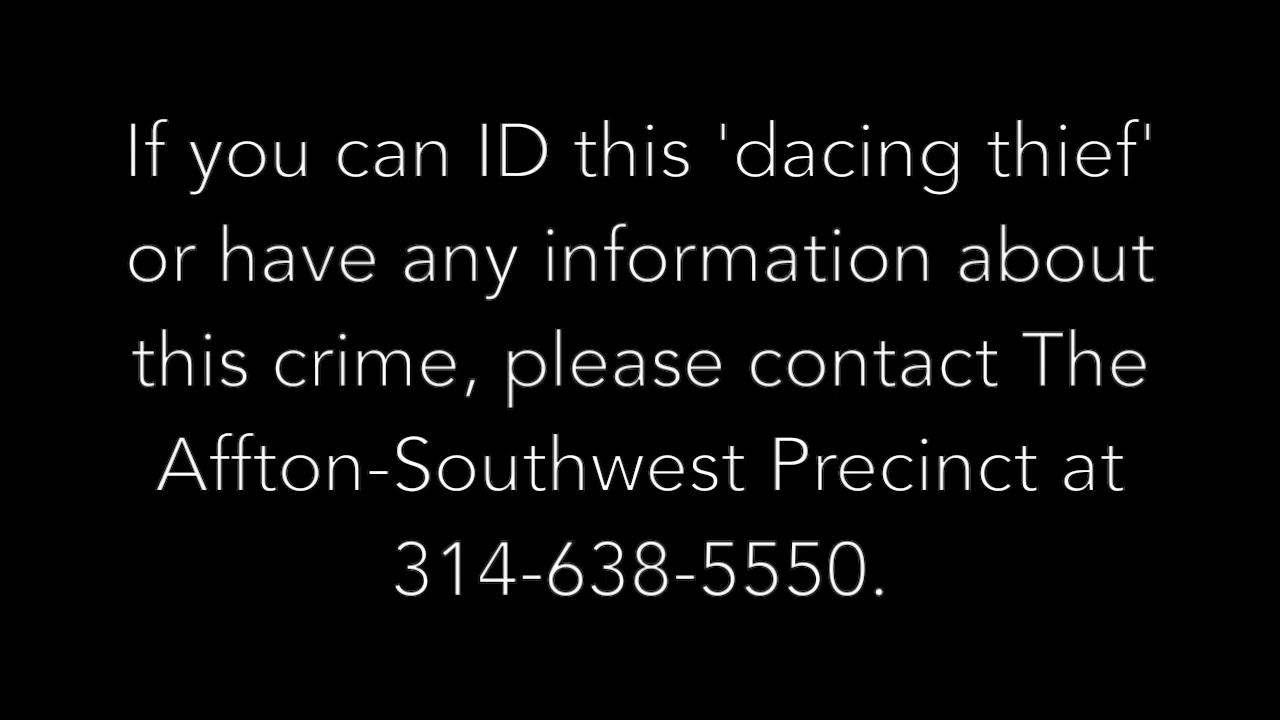 If you can ID this 'dacing thief'
or have any information about
this crime, please contact The
Affton-Southwest Precinct at
314-638-5550.